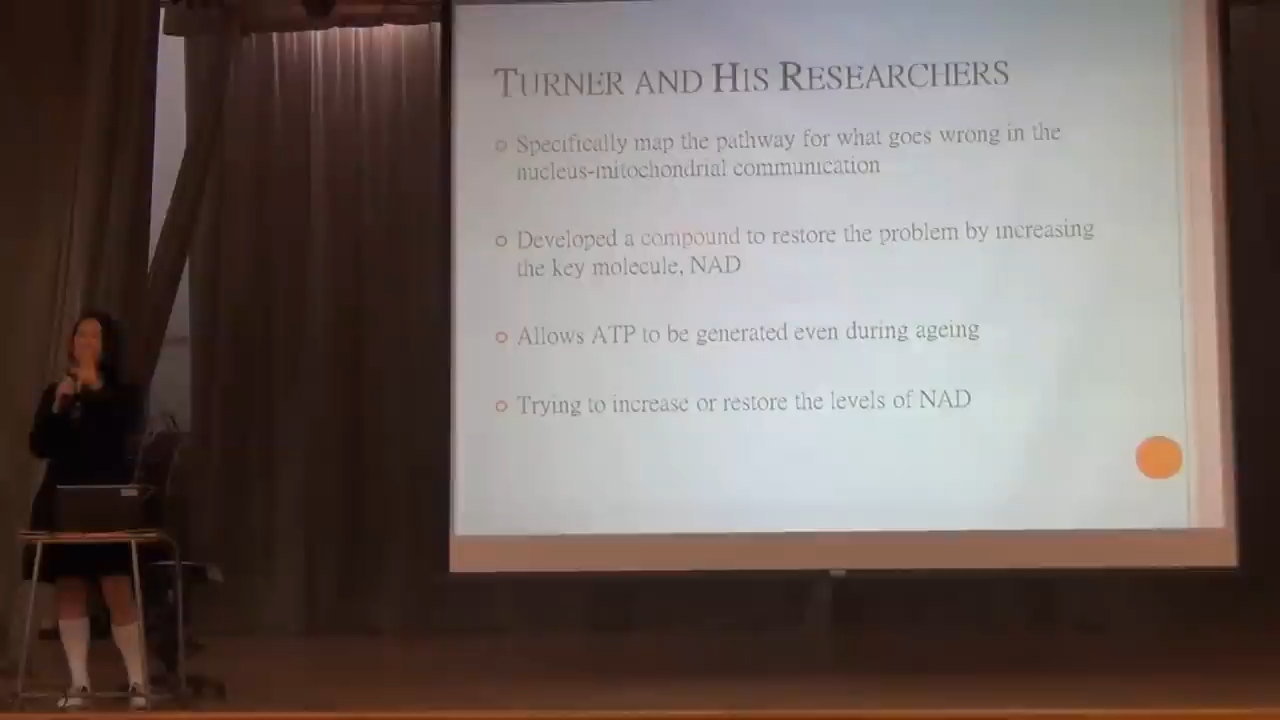 TURNER AND HIS RESEARCHERS
Specifically map the pathway for what goes wrong in the
nucleus-mitochondrial communication
Developed a compound to restore the problem by increasing
the key molecule, NAD
Allows ATP to be generated even during ageing
Trying to increase or restore the levels of NAD